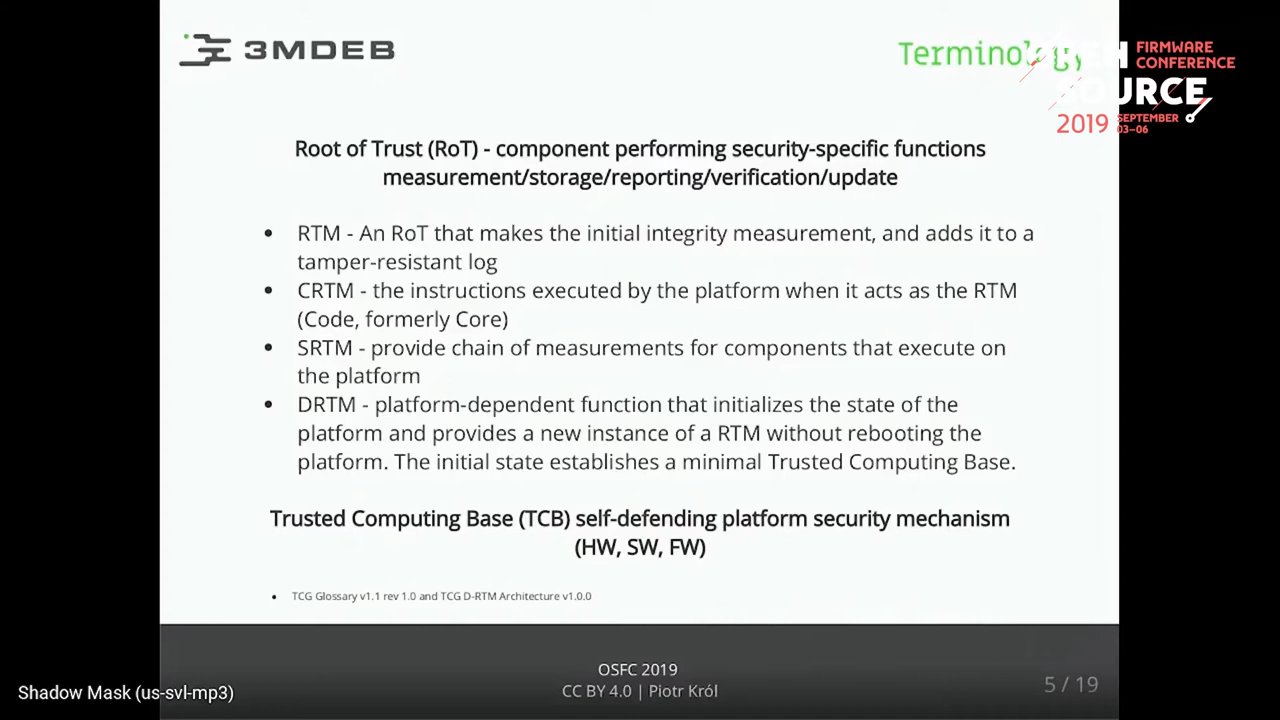 3MDEB
Terminology
OPEN SOURCE
FIRMWARE
CONFERENCE
2019 SEPTEMBER
03–06
Root of Trust (RoT) - component performing security-specific functions
measurement/storage/reporting/verification/update
• RTM - An RoT that makes the initial integrity measurement, and adds it to a
tamper-resistant log
• CRTM - the instructions executed by the platform when it acts as the RTM
(Code, formerly Core)
• SRTM - provide chain of measurements for components that execute on
the platform
• DRTM - platform-dependent function that initializes the state of the
platform and provides a new instance of a RTM without rebooting the
platform. The initial state establishes a minimal Trusted Computing Base.
Trusted Computing Base (TCB) self-defending platform security mechanism
(HW, SW, FW)
• TCG Glossary v1.1 rev 1.0 and TCG D-RTM Architecture v1.0.0
OSFC 2019
CC BY 4.0 | Piotr Król
5 / 19
Shadow Mask (us-svl-mp3)